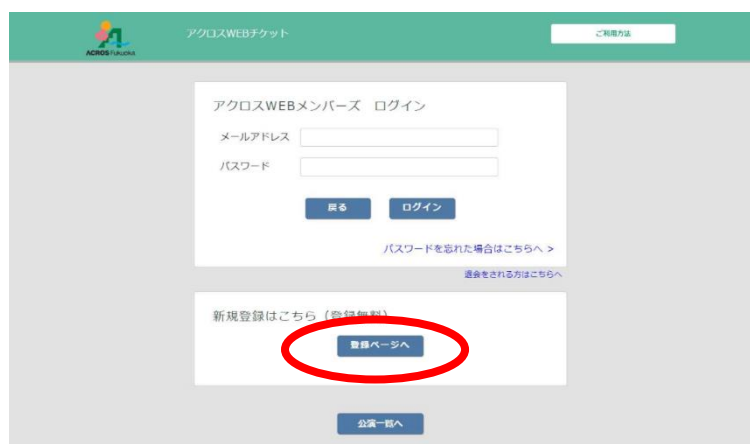 アクロスWEBチケット
ご利用方法
ACROS Fukuoka
アクロスWEBメンバーズ ログイン
メールアドレス
パスワード
戻る
ログイン
パスワードを忘れた場合はこちらへ >
退会をされる方はこちらへ
新規登録はこちら（登録無料）
登録ページへ
公演一覧へ